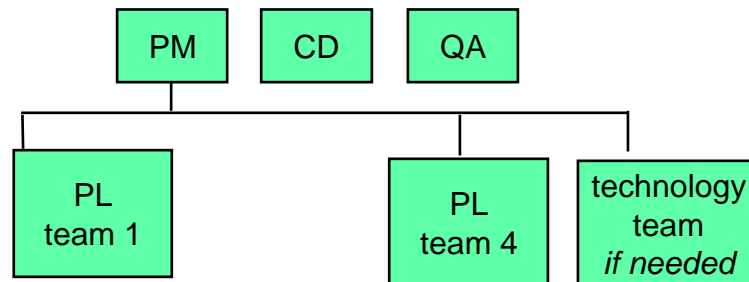 PM
CD
QA
PL
team 1
PL
team 4
technology
team
if needed